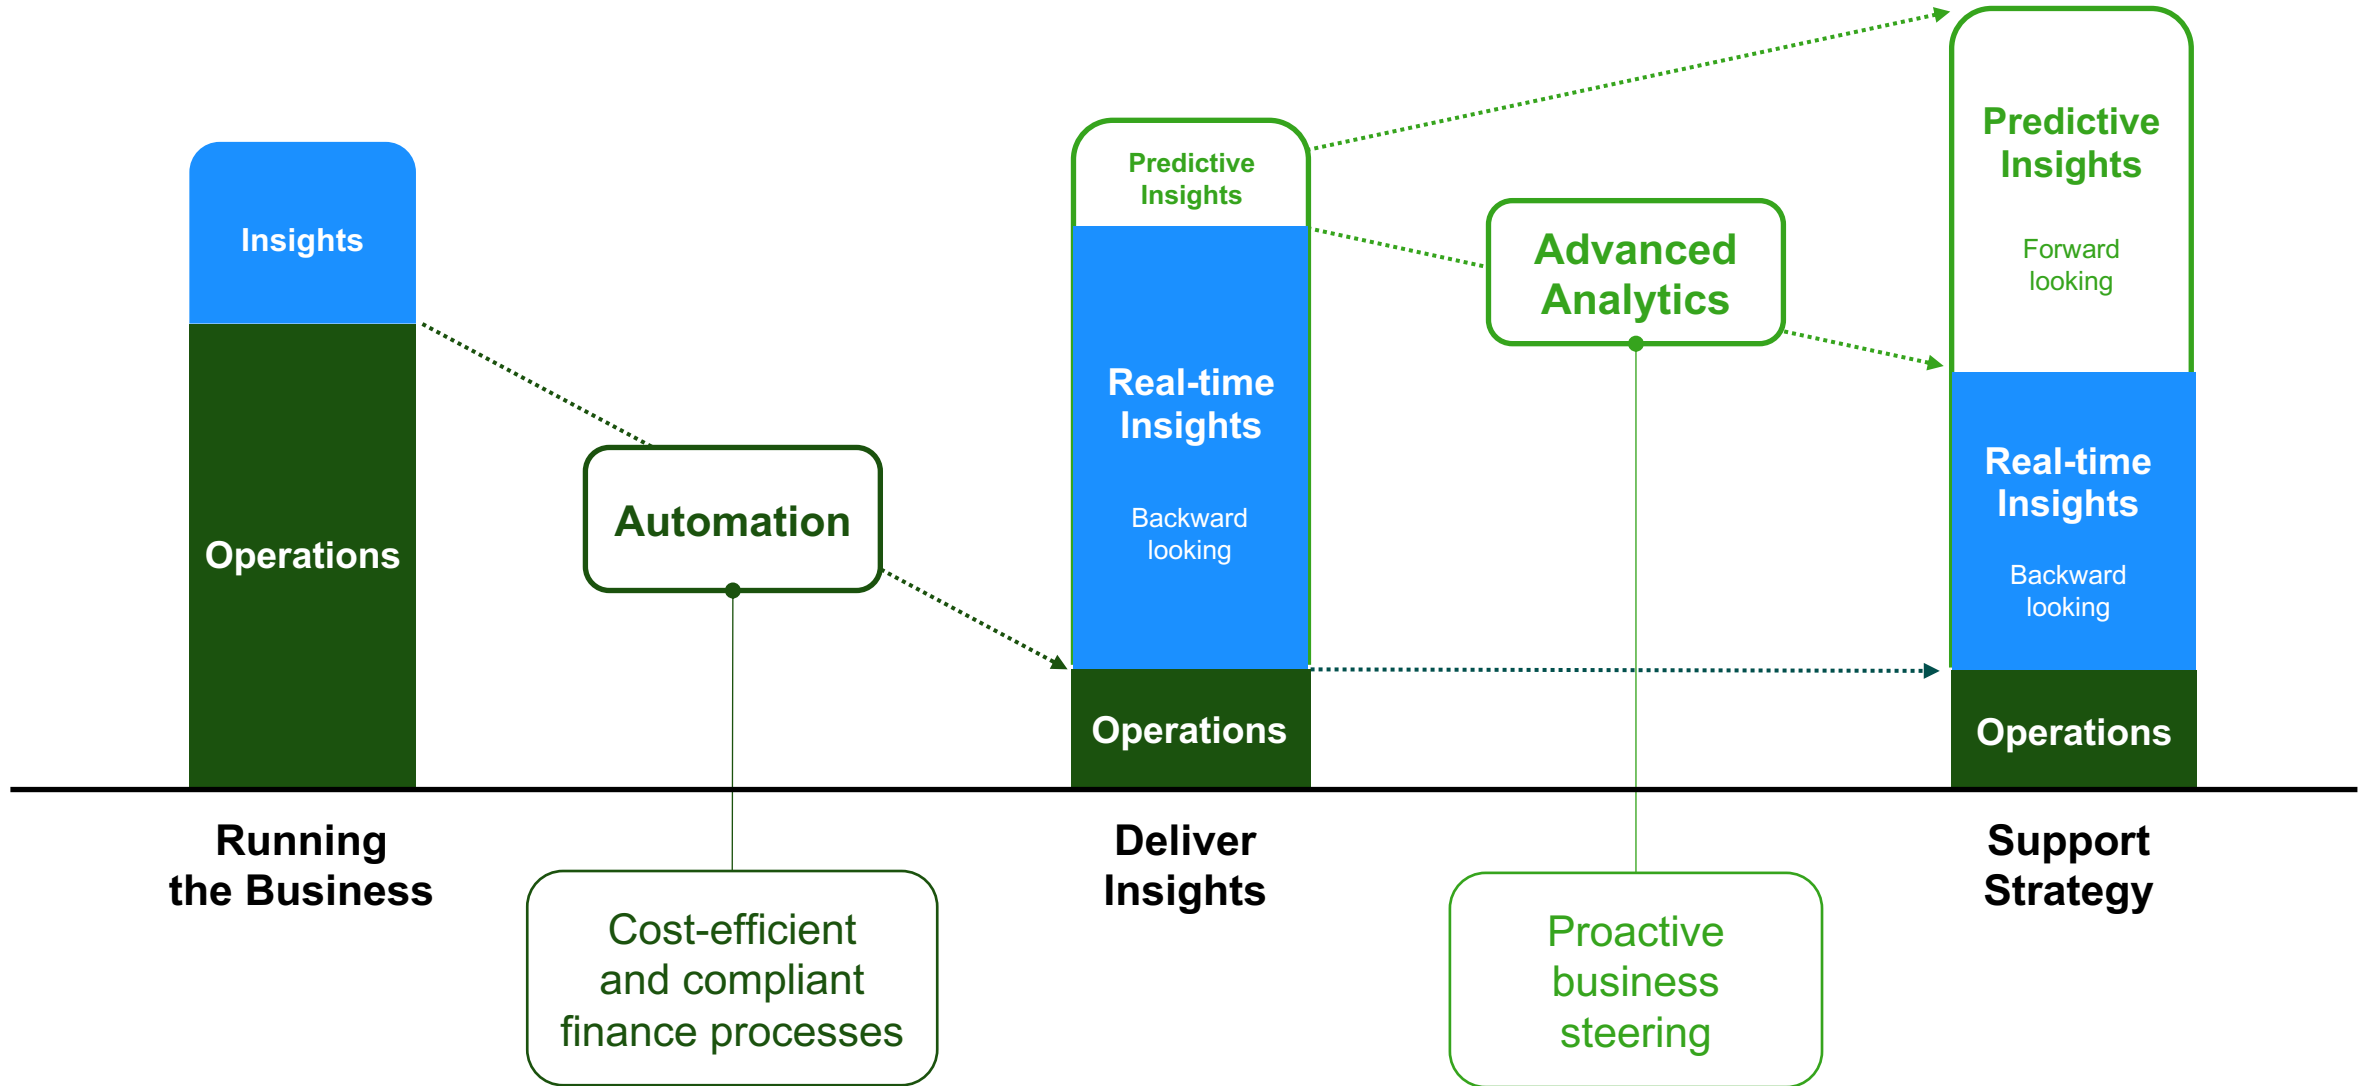 Insights
Operations
Running
the Business
Automation
Cost-efficient
and compliant
finance processes
Predictive
Insights
Real-time
Insights
Backward
looking
Operations
Deliver
Insights
Advanced
Analytics
Proactive
business
steering
Predictive
Insights
Forward
looking
Real-time
Insights
Backward
looking
Operations
Support
Strategy